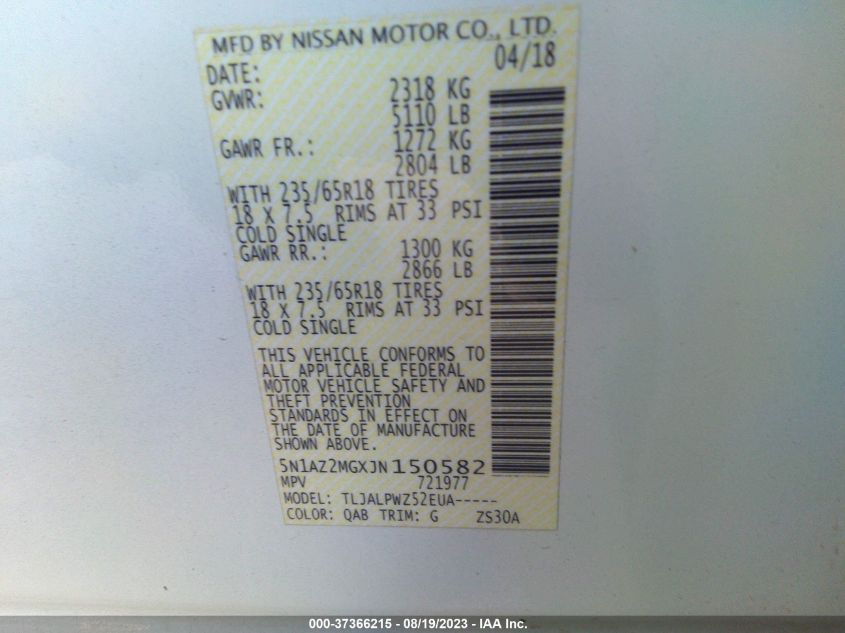 MFD BY NISSAN MOTOR CO., LTD.
DATE: 04/18
GVWR: 2318 KG
5110 LB
GAWR FR.: 1272 KG
2804 LB
WITH 235/65R18 TIRES
18 X 7.5 RIMS AT 33 PSI
COLD SINGLE
GAWR RR.: 1300 KG
2866 LB
WITH 235/65R18 TIRES
18 X 7.5 RIMS AT 33 PSI
COLD SINGLE
THIS VEHICLE CONFORMS TO
ALL APPLICABLE FEDERAL
MOTOR VEHICLE SAFETY AND
THEFT PREVENTION
STANDARDS IN EFFECT ON
THE DATE OF MANUFACTURE
SHOWN ABOVE.
5N1AZ2MGXJN150582
MPV 721977
MODEL: TLJALPWZ52EUA-----
COLOR: QAB TRIM: G ZS30A
000-37366215 - 08/19/2023 - IAA Inc.